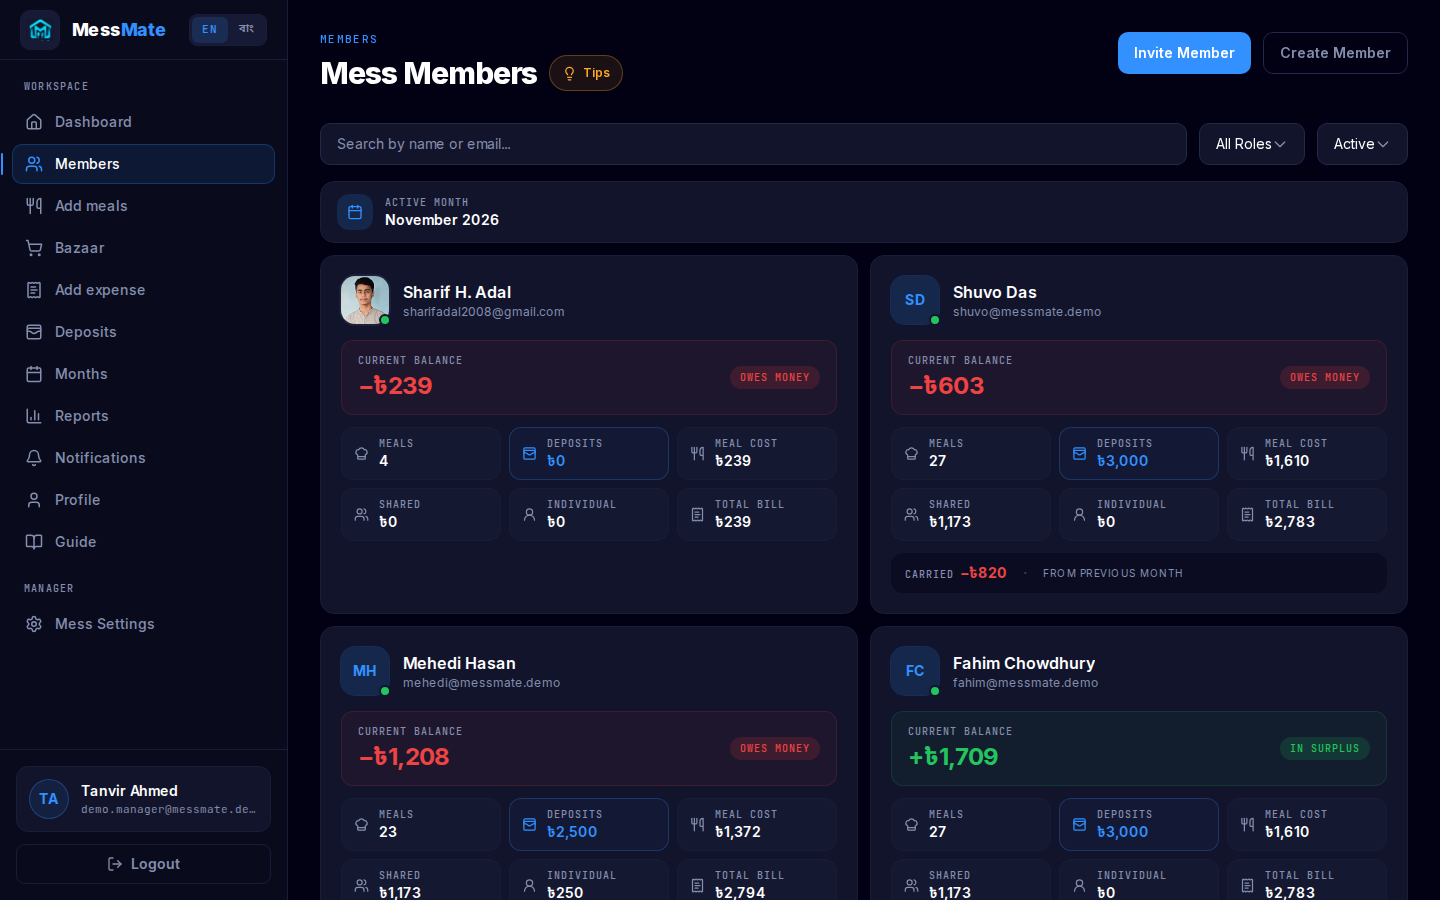 MessMate
EN
বাং
WORKSPACE
Dashboard
Members
Add meals
Bazaar
Add expense
Deposits
Months
Reports
Notifications
Profile
Guide
MANAGER
Mess Settings
TA
Tanvir Ahmed
demo.manager@messmate.de…
Logout
MEMBERS
Mess Members
Tips
Invite Member
Create Member
Search by name or email...
All Roles
Active
ACTIVE MONTH
November 2026
Sharif H. Adal
sharifadal2008@gmail.com
CURRENT BALANCE
−৳239
OWES MONEY
MEALS
4
DEPOSITS
৳0
MEAL COST
৳239
SHARED
৳0
INDIVIDUAL
৳0
TOTAL BILL
৳239
SD
Shuvo Das
shuvo@messmate.demo
CURRENT BALANCE
−৳603
OWES MONEY
MEALS
27
DEPOSITS
৳3,000
MEAL COST
৳1,610
SHARED
৳1,173
INDIVIDUAL
৳0
TOTAL BILL
৳2,783
CARRIED −৳820 · FROM PREVIOUS MONTH
MH
Mehedi Hasan
mehedi@messmate.demo
CURRENT BALANCE
−৳1,208
OWES MONEY
MEALS
23
DEPOSITS
৳2,500
MEAL COST
৳1,372
SHARED
৳1,173
INDIVIDUAL
৳250
TOTAL BILL
৳2,794
FC
Fahim Chowdhury
fahim@messmate.demo
CURRENT BALANCE
+৳1,709
IN SURPLUS
MEALS
27
DEPOSITS
৳3,000
MEAL COST
৳1,610
SHARED
৳1,173
INDIVIDUAL
৳0
TOTAL BILL
৳2,783